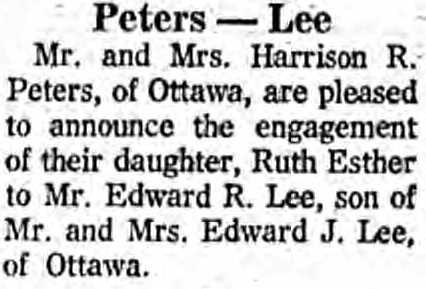 Peters — Lee
Mr. and Mrs. Harrison R.
Peters, of Ottawa, are pleased
to announce the engagement
of their daughter, Ruth Esther
to Mr. Edward R. Lee, son of
Mr. and Mrs. Edward J. Lee,
of Ottawa.